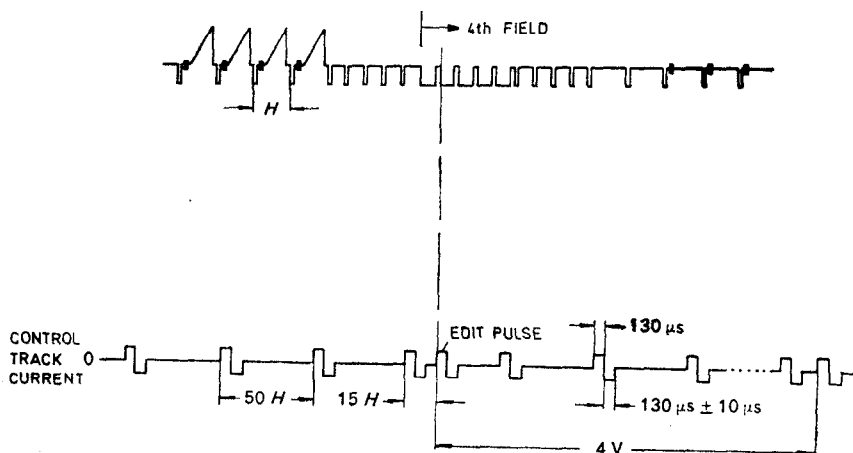 4th FIELD
H
EDIT PULSE
130 μs
CONTROL
TRACK 0
CURRENT
50 H
15 H
130 μs ± 10 μs
4 V